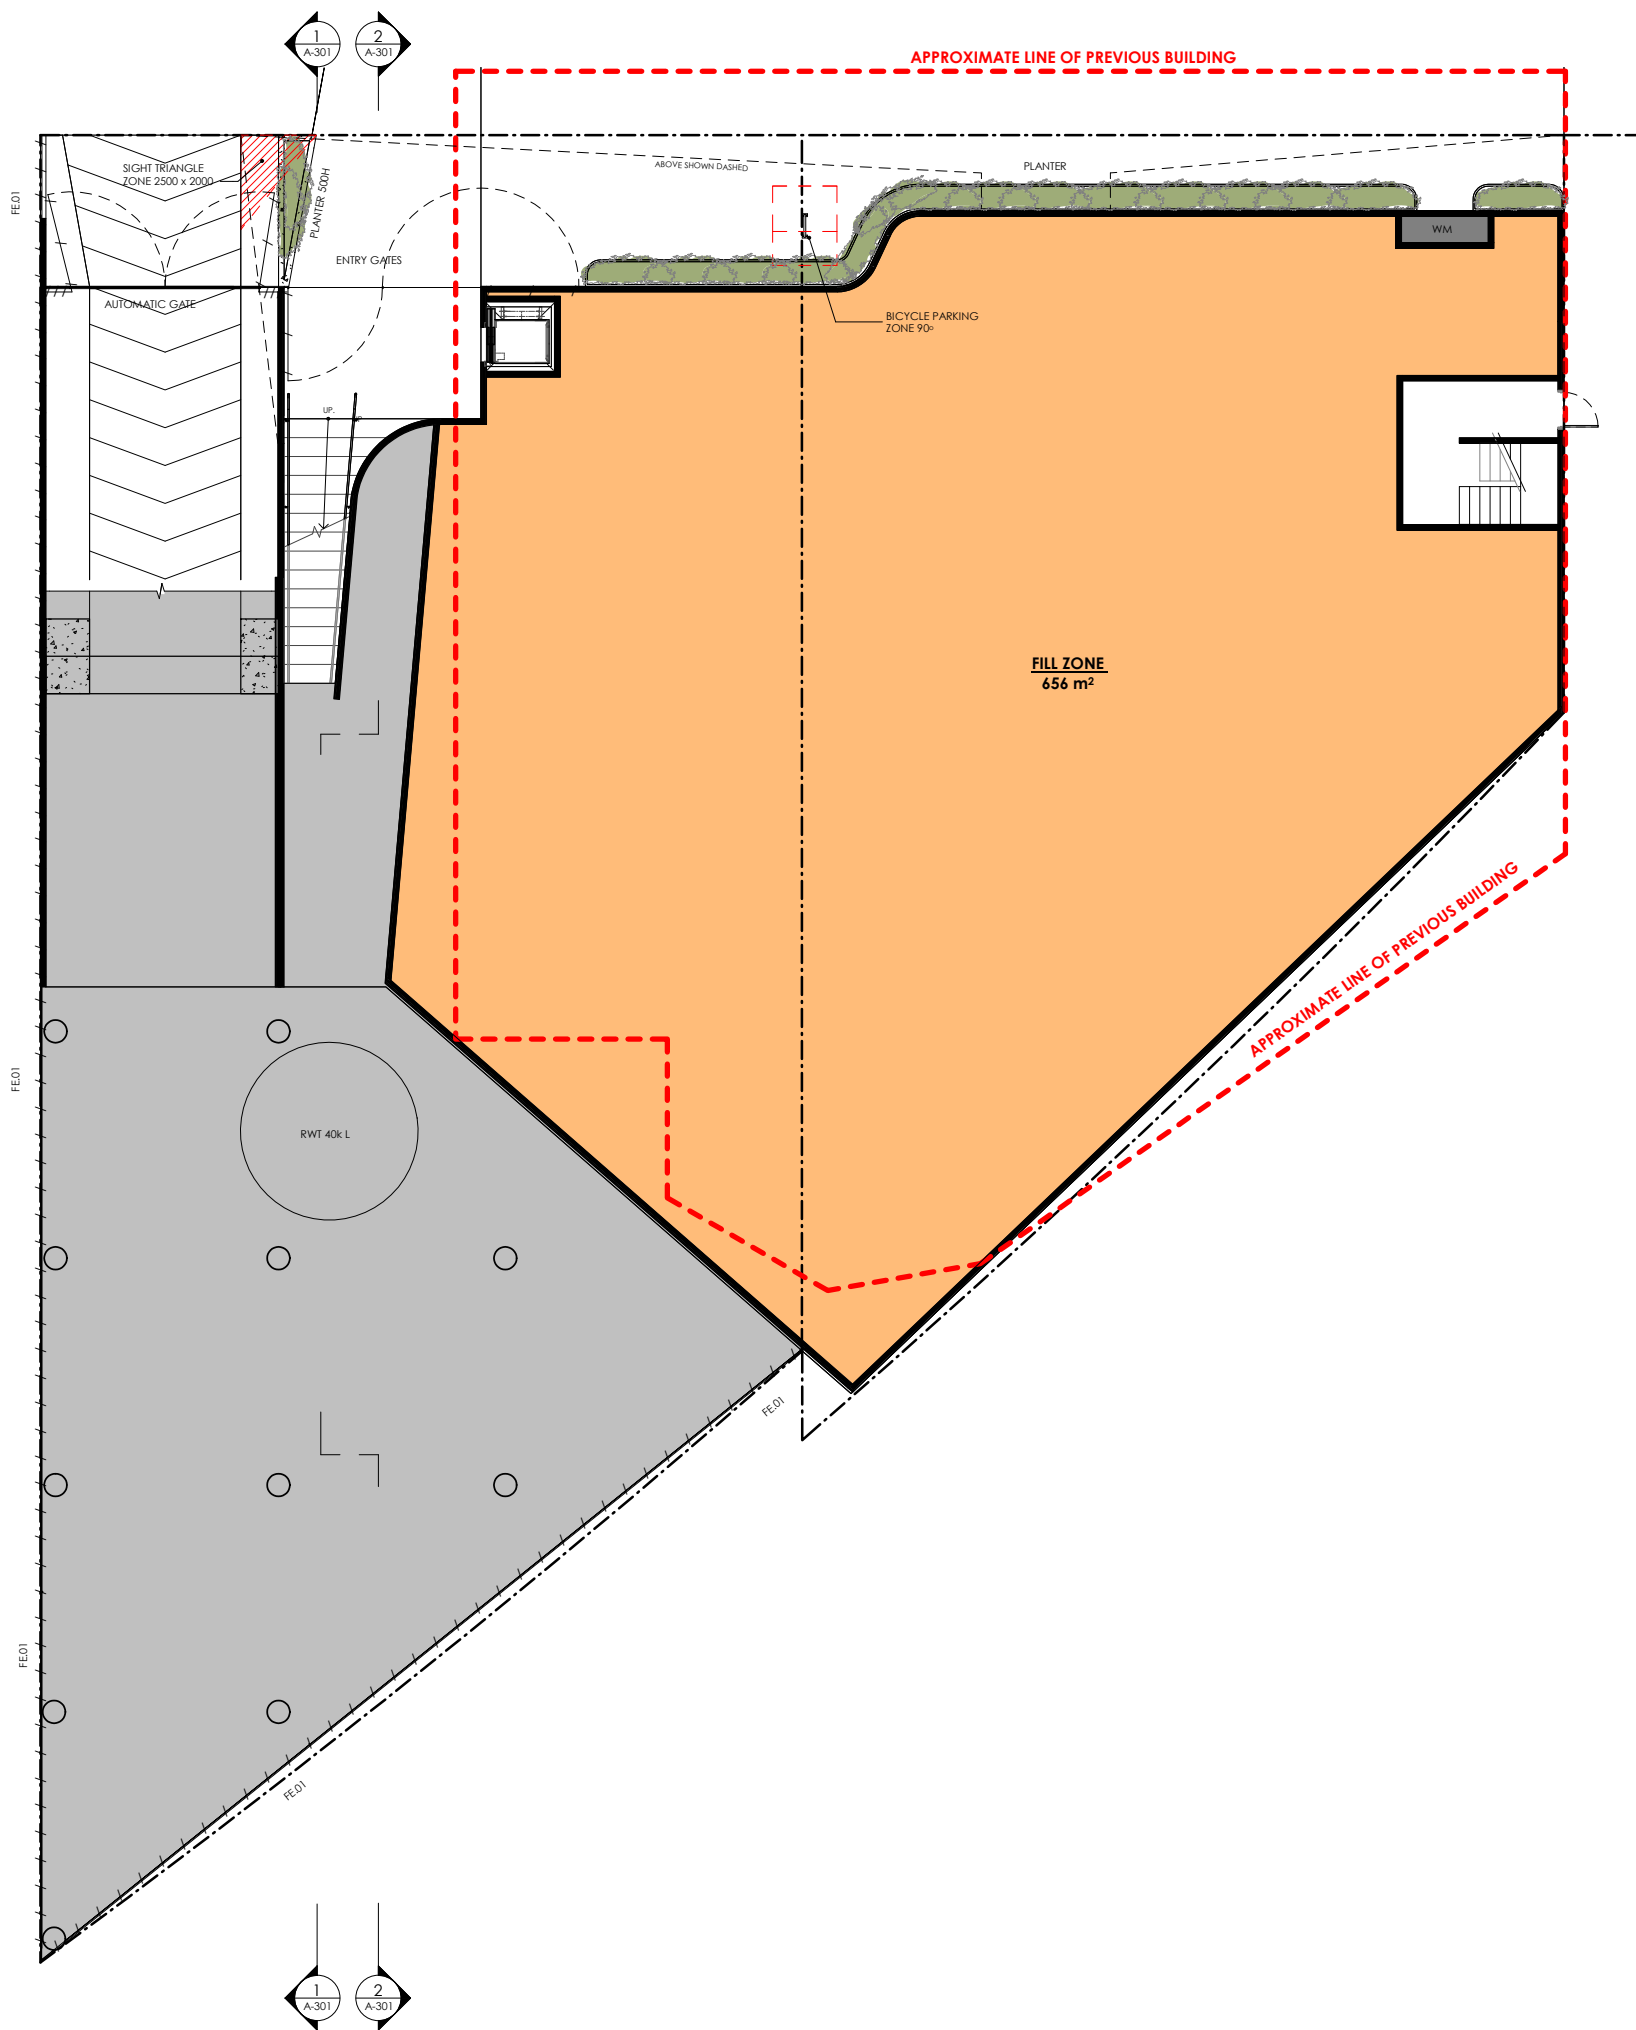 1
A-301
2
A-301
APPROXIMATE LINE OF PREVIOUS BUILDING
SIGHT TRIANGLE
ZONE 2500 x 2000
PLANTER 500H
ABOVE SHOWN DASHED
PLANTER
FE.01
WM
ENTRY GATES
AUTOMATIC GATE
BICYCLE PARKING
ZONE 90º
UP.
FILL ZONE
656 m²
APPROXIMATE LINE OF PREVIOUS BUILDING
FE.01
RWT 40k L
FE.01
FE.01
FE.01
1
A-301
2
A-301